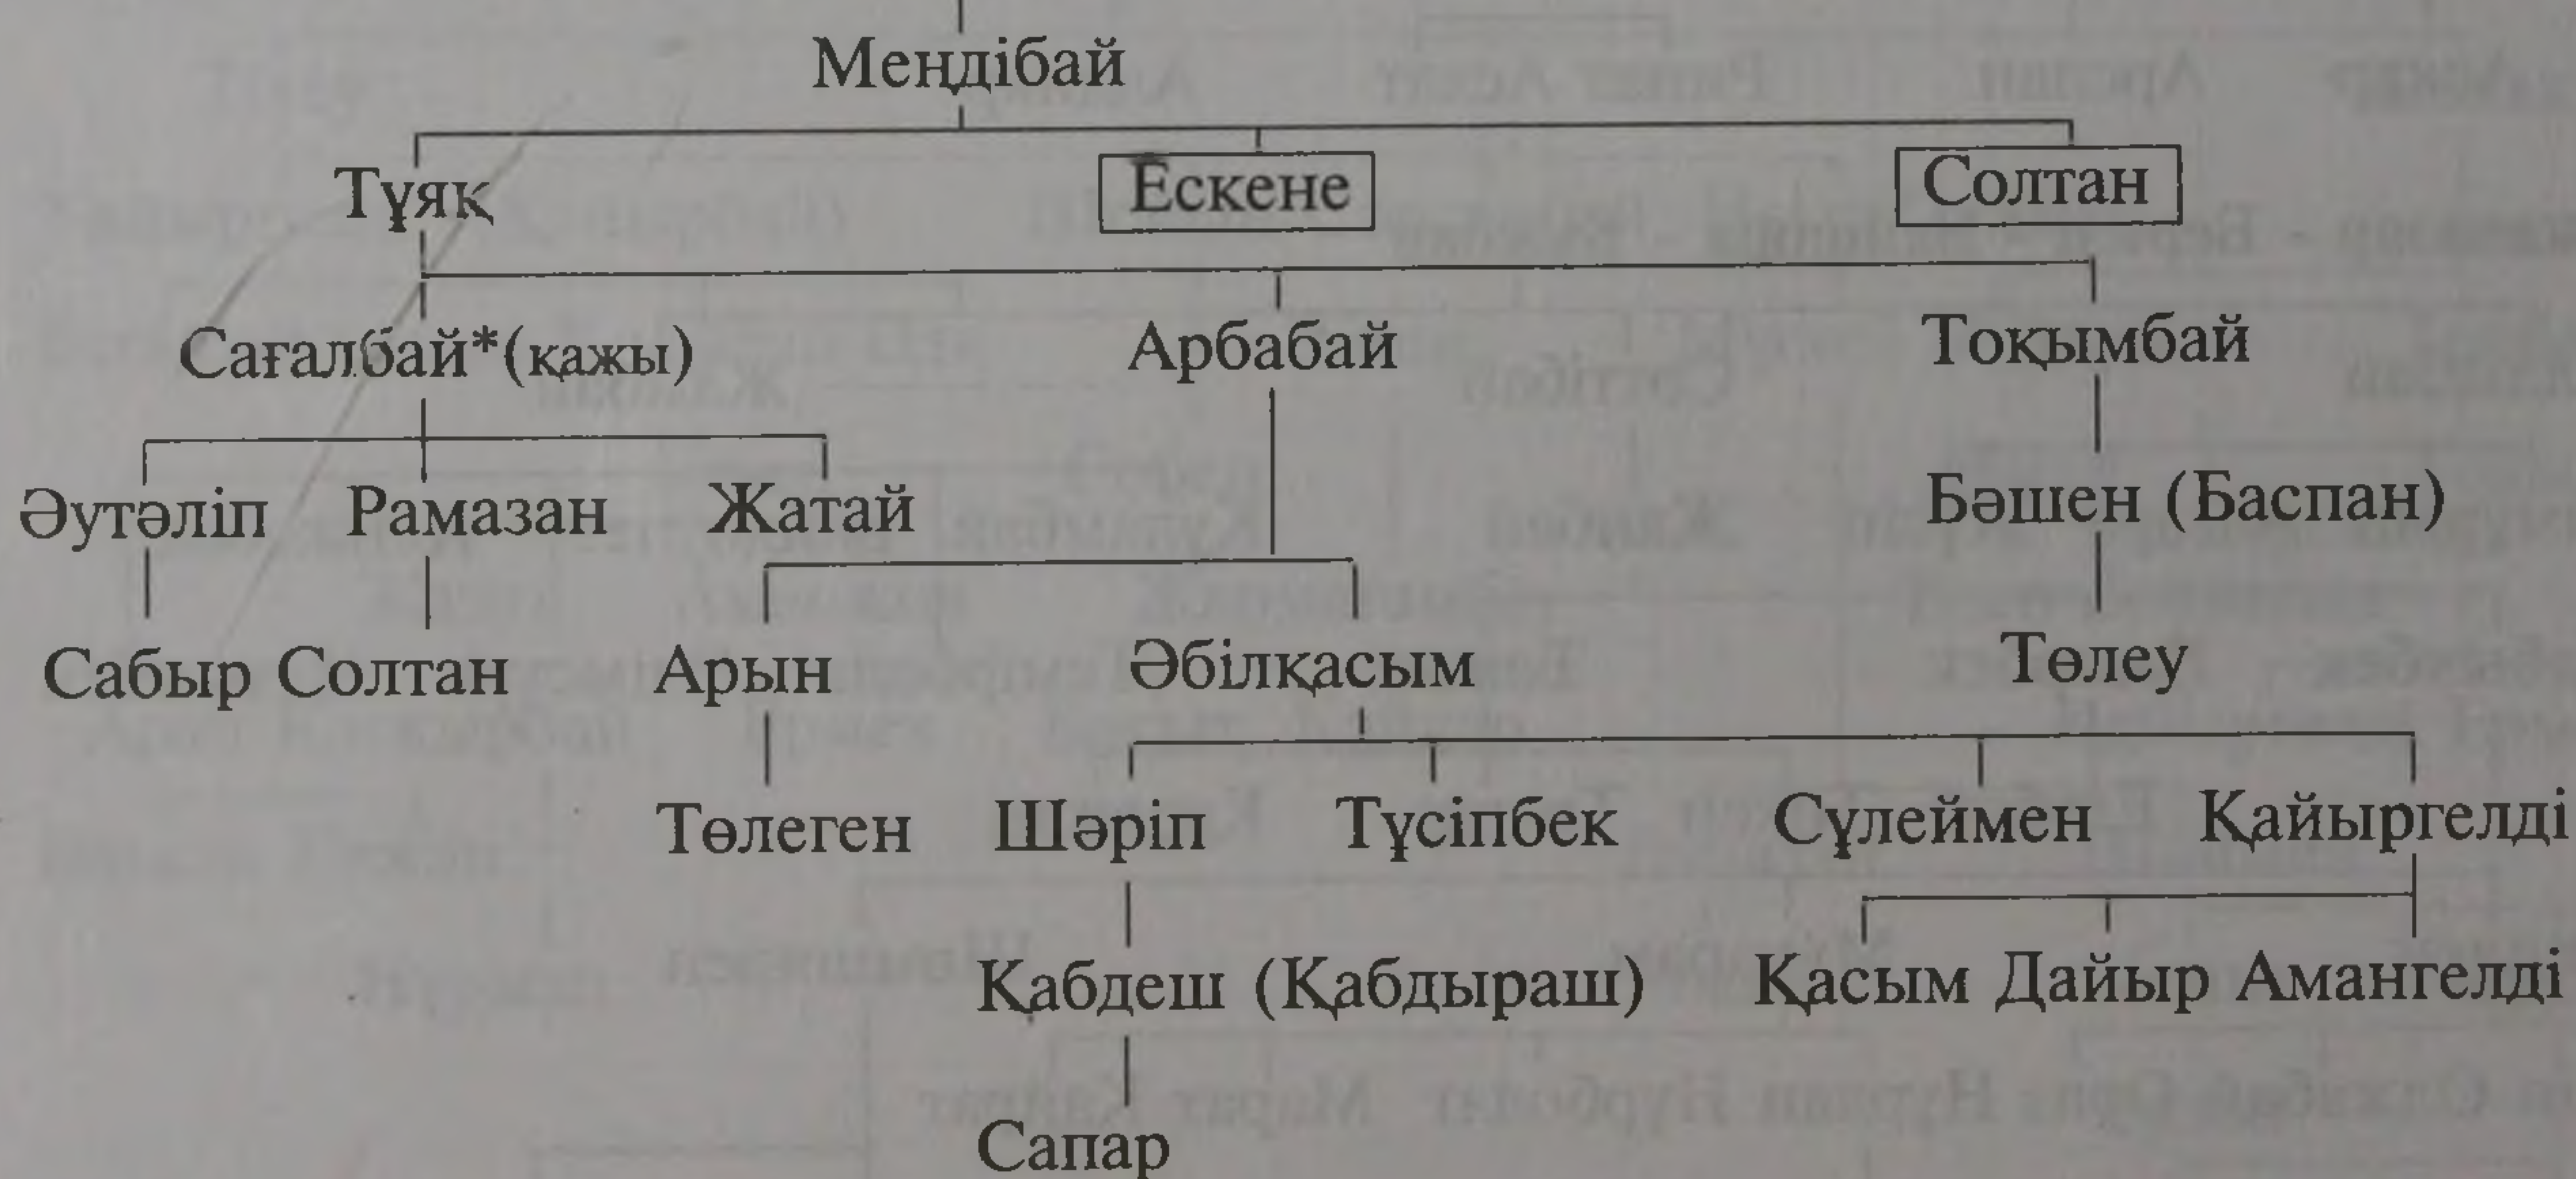 Меңдібай
Тұяқ Ескене Солтан
Сағалбай*(қажы) Арбабай Тоқымбай
Әутәліп Рамазан Жатай Бәшен (Баспан)
Сабыр Солтан Арын Әбілқасым Төлеу
Төлеген Шәріп Түсіпбек Сүлеймен Қайыргелді
Қабдеш (Қабдыраш) Қасым Дайыр Амангелді
Сапар